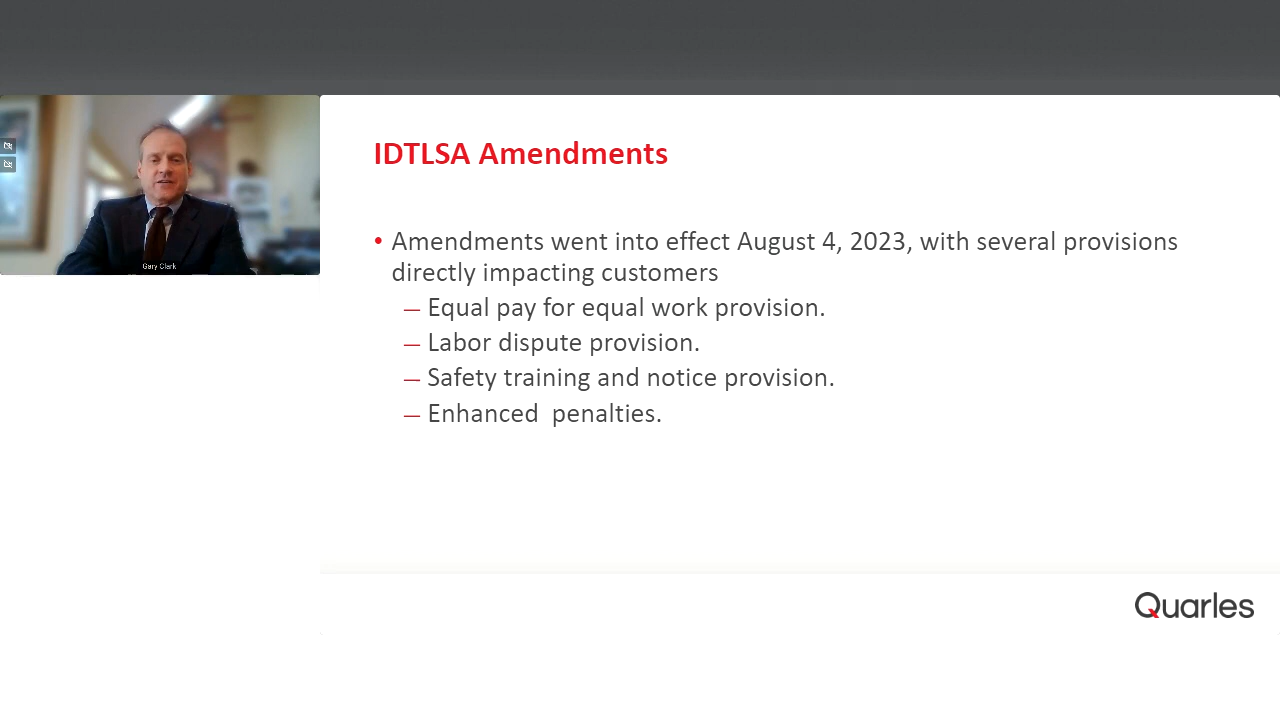 IDTLSA Amendments
• Amendments went into effect August 4, 2023, with several provisions
directly impacting customers
– Equal pay for equal work provision.
– Labor dispute provision.
– Safety training and notice provision.
– Enhanced  penalties.
Gary Clark
Quarles